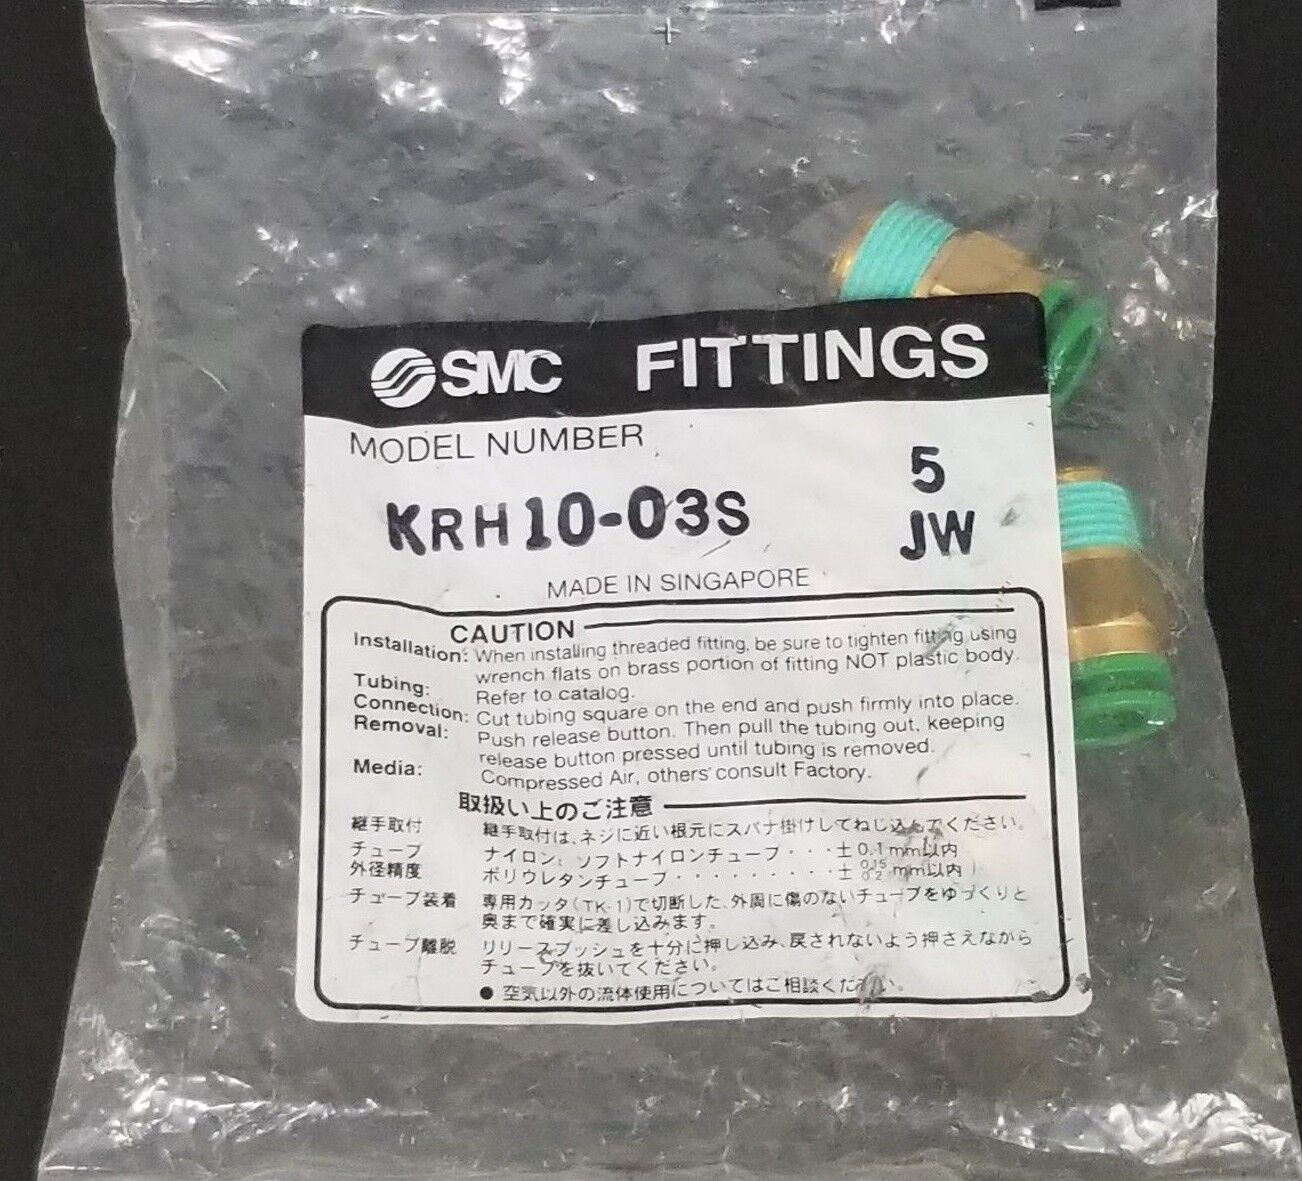 SMC FITTINGS
MODEL NUMBER
KRH10-03S 5
JW
MADE IN SINGAPORE
CAUTION
Installation: When installing threaded fitting, be sure to tighten fitting using
wrench flats on brass portion of fitting NOT plastic body.
Tubing: Refer to catalog.
Connection: Cut tubing square on the end and push firmly into place.
Removal: Push release button. Then pull the tubing out, keeping
release button pressed until tubing is removed.
Media: Compressed Air, others consult Factory.
取扱い上のご注意
継手取付 継手取付は、ネジに近い根元にスパナ掛けしてねじ込んでください。
チューブ ナイロン、ソフトナイロンチューブ・・・±0.1mm以内
外径精度 ポリウレタンチューブ・・・・・・・・・± 0.15 0.2 mm以内
チューブ装着 専用カッタ(TK-1)で切断した、外周に傷のないチューブをゆっくりと
奥まで確実に差し込みます。
チューブ離脱 リリースブッシュを十分に押し込み、戻されないよう押さえながら
チューブを抜いてください。
● 空気以外の流体使用についてはご相談ください。